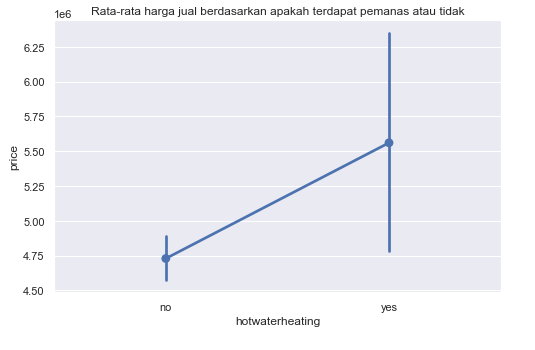 Rata-rata harga jual berdasarkan apakah terdapat pemanas atau tidak
1e6
6.25
6.00
5.75
5.50
5.25
5.00
4.75
4.50
price
no yes
hotwaterheating